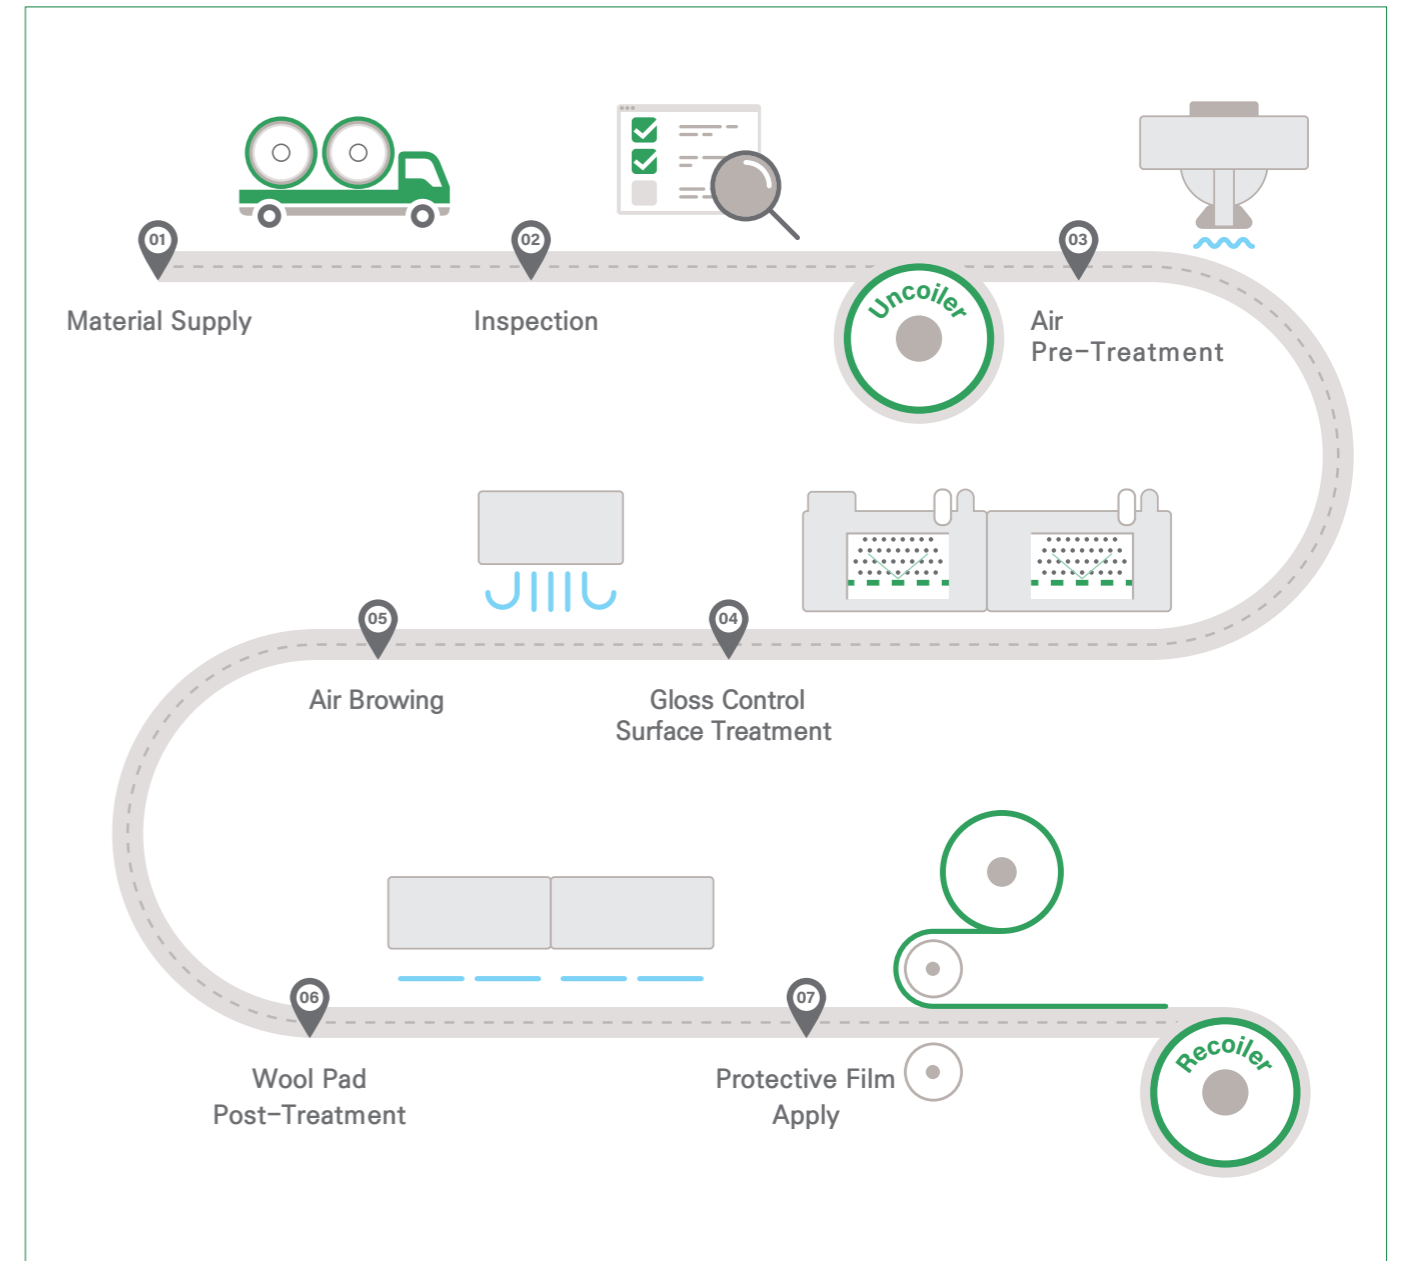 01
Material Supply
02
Inspection
Uncoiler
03
Air
Pre-Treatment
04
Gloss Control
Surface Treatment
05
Air Browing
06
Wool Pad
Post-Treatment
07
Protective Film
Apply
Recoiler